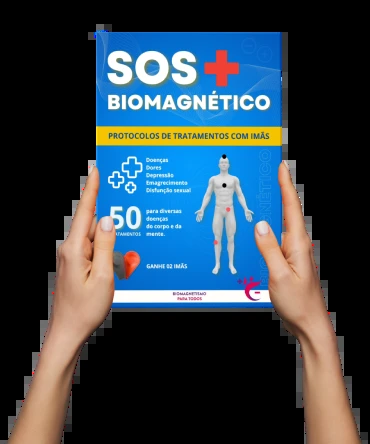 SOS
BIOMAGNÉTICO
PROTOCOLOS DE TRATAMENTOS COM IMÃS
Doenças
Dores
Depressão
Emagrecimento
Disfunção sexual
50
para diversas
doenças
do corpo e da
mente.
GANHE 02 IMÃS
BIOMAGNETISMO
PARA TODOS